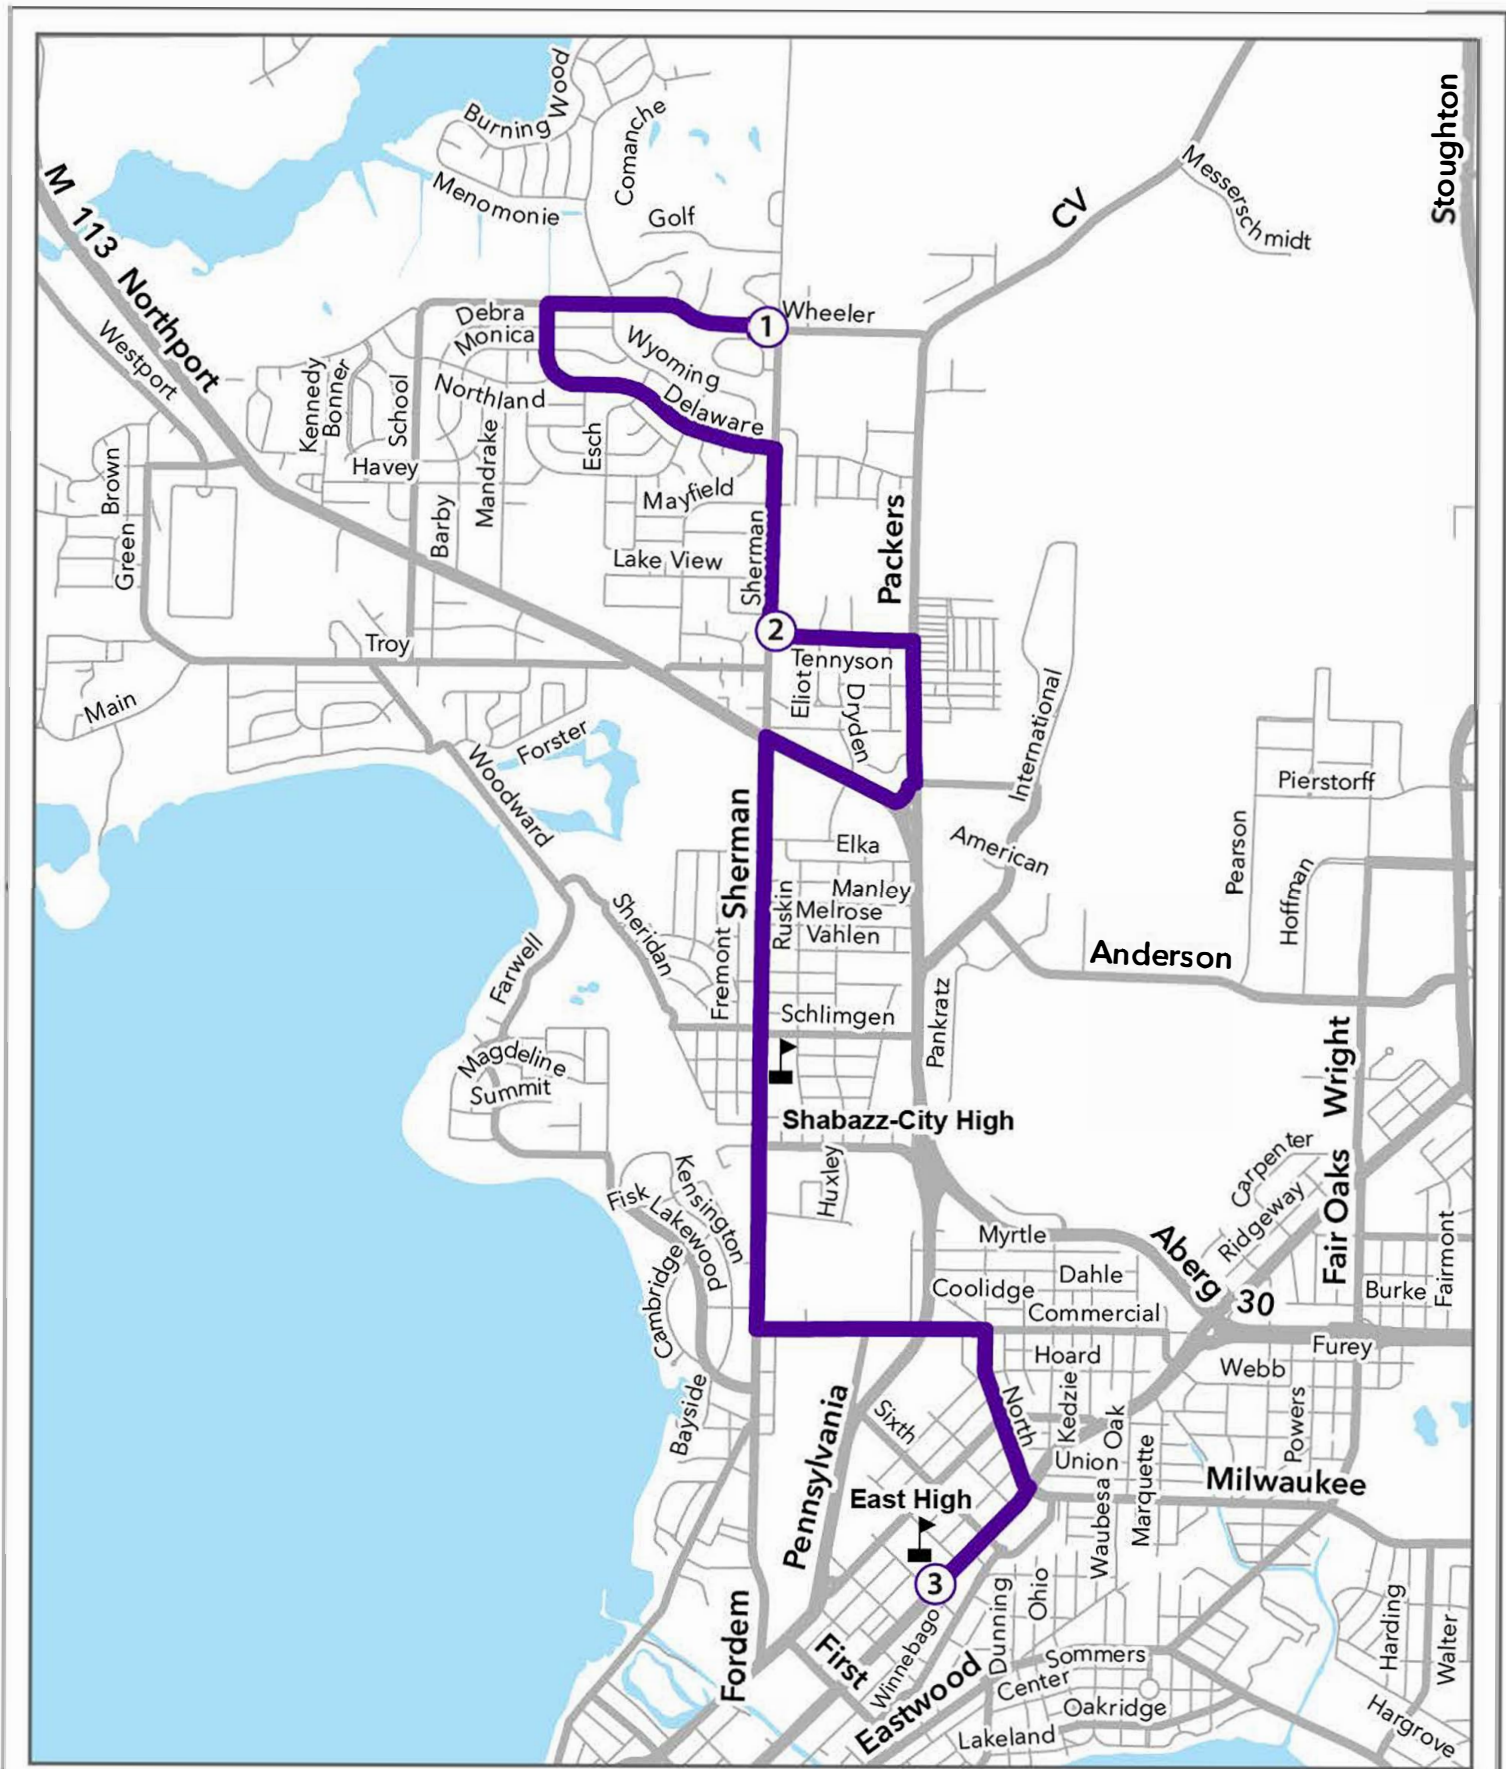 Burning Wood
Comanche
Stoughton
Menomonie
Golf
CV
Messerschmidt
M 113 Northport
Westport
Debra
Monica
1
Wheeler
Wyoming
Kennedy
Bonner
School
Northland
Delaware
Esch
Havey
Mandrake
Brown
Green
Barby
Mayfield
Packers
Lake View
Sherman
2
Troy
Tennyson
Eliot
Dryden
International
Main
Forster
Woodward
Pierstorff
Sherman
Elka
American
Pearson
Manley
Hoffman
Ruskin
Melrose
Vahlen
Sheridan
Fremont
Farwell
Anderson
Schlimgen
Pankratz
Magdeline
Summit
Wright
Shabazz-City High
Carpenter
Huxley
Kensington
Fisk
Lakewood
Ridgeway
Fair Oaks
Myrtle
Aberg
Cambridge
Dahle
Coolidge
30
Burke
Fairmont
Commercial
Hoard
Furey
Webb
Bayside
Pennsylvania
Sixth
North
Kedzie
Oak
Powers
Union
Waubesa
Marquette
Milwaukee
East High
3
Fordem
First
Winnebago
Dunning
Ohio
Harding
Walter
Eastwood
Sommers
Center
Oakridge
Lakeland
Hargrove